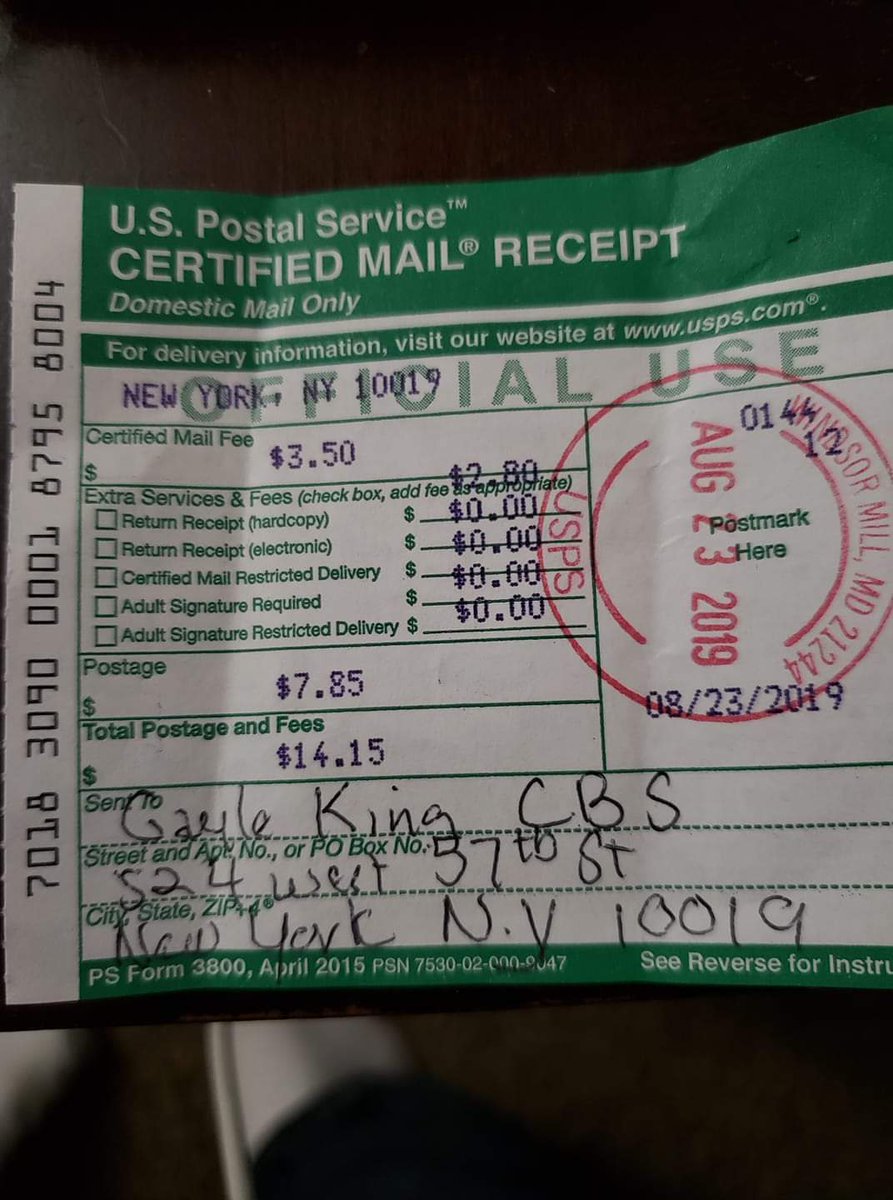 U.S. Postal Service™
CERTIFIED MAIL® RECEIPT
Domestic Mail Only
For delivery information, visit our website at www.usps.com®.
OFFICIAL USE
NEW YORK, NY 10019
Certified Mail Fee
$ $3.50
$2.80
Extra Services & Fees (check box, add fee as appropriate)
Return Receipt (hardcopy) $ $0.00
Return Receipt (electronic) $ $0.00
Certified Mail Restricted Delivery $ $0.00
Adult Signature Required $ $0.00
Adult Signature Restricted Delivery $
Postage
$ $7.85
Total Postage and Fees
$ $14.15
0144
12
Postmark
Here
08/23/2019
WINDSOR MILL, MD 21244
AUG 23 2019
USPS
Sent To
Gayle King CBS
Street and Apt. No., or PO Box No.
524 west 57th St
City, State, ZIP+4®
New York N.Y 10019
PS Form 3800, April 2015 PSN 7530-02-000-9047
See Reverse for Instru
7018 3090 0001 8795 8004